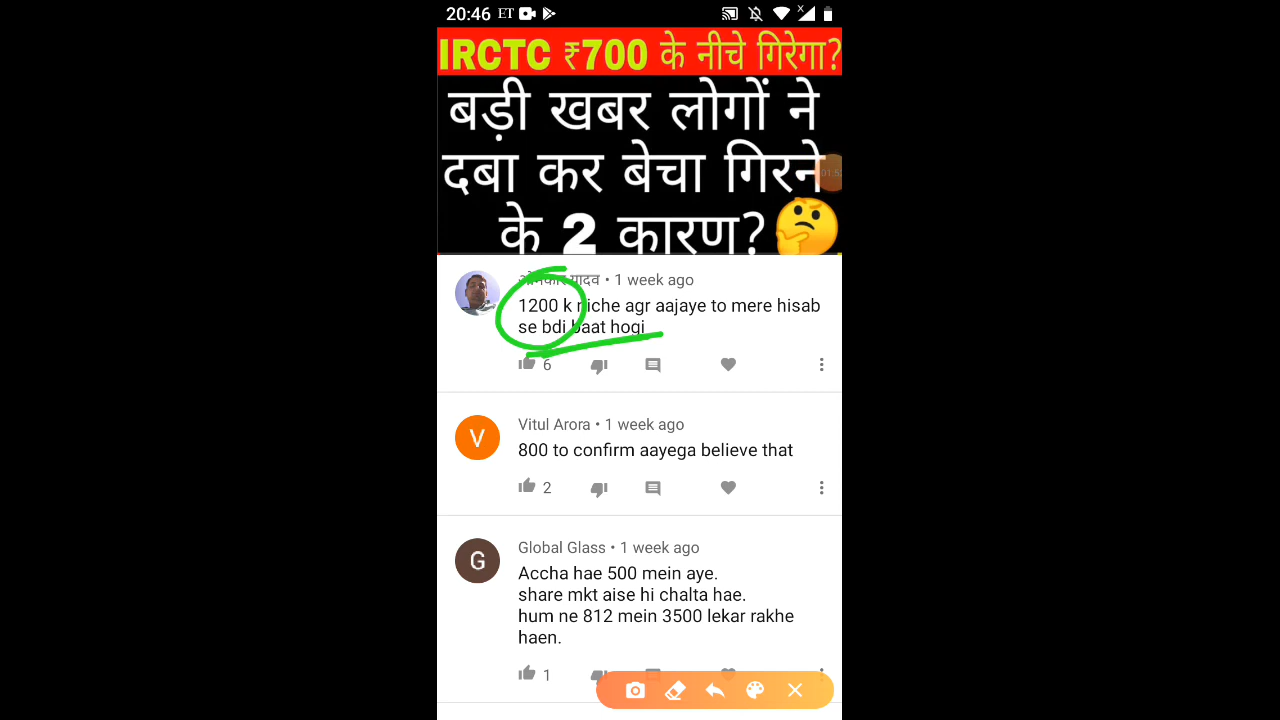 20:46 ET
IRCTC ₹700 के नीचे गिरेगा?
बड़ी खबर लोगों ने
दबा कर बेचा गिरने
के 2 कारण?
ओमकार यादव • 1 week ago
1200 k niche agr aajaye to mere hisab
se bdi baat hogi
6
V
Vitul Arora • 1 week ago
800 to confirm aayega believe that
2
G
Global Glass • 1 week ago
Accha hae 500 mein aye.
share mkt aise hi chalta hae.
hum ne 812 mein 3500 lekar rakhe
haen.
1